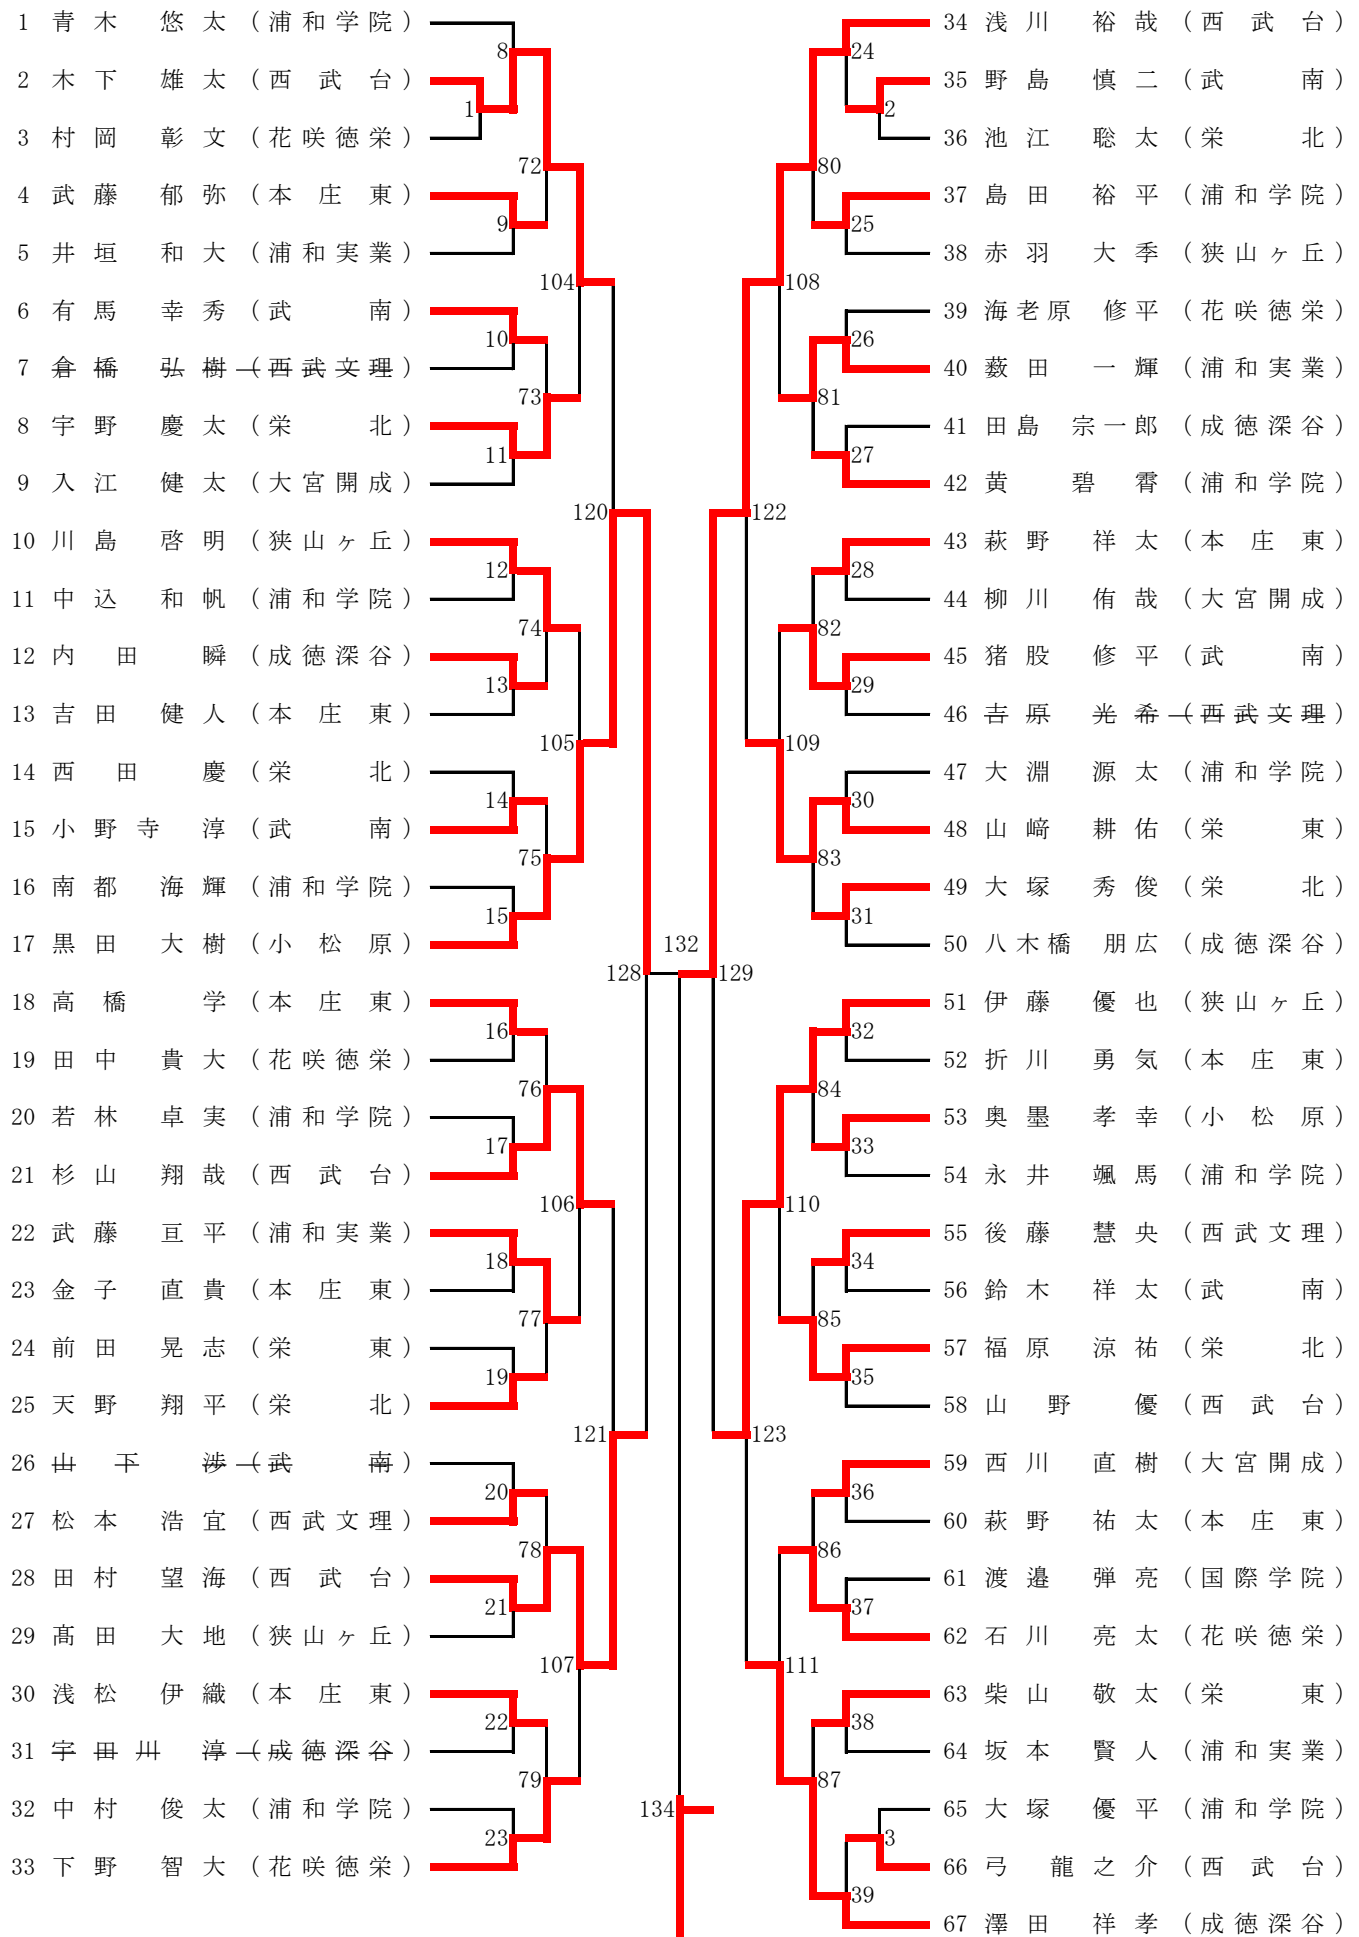 1 青木 悠太 (浦和学院)
2 木下 雄太 (西武台)
3 村岡 彰文 (花咲徳栄)
4 武藤 郁弥 (本庄東)
5 井垣 和大 (浦和実業)
6 有馬 幸秀 (武南)
7 倉橋 弘樹 (西武文理)
8 宇野 慶太 (栄北)
9 入江 健太 (大宮開成)
10 川島 啓明 (狭山ヶ丘)
11 中込 和帆 (浦和学院)
12 内田 瞬 (成徳深谷)
13 吉田 健人 (本庄東)
14 西田 慶 (栄北)
15 小野寺 淳 (武南)
16 南都 海輝 (浦和学院)
17 黒田 大樹 (小松原)
18 高橋 学 (本庄東)
19 田中 貴大 (花咲徳栄)
20 若林 卓実 (浦和学院)
21 杉山 翔哉 (西武台)
22 武藤 亘平 (浦和実業)
23 金子 直貴 (本庄東)
24 前田 晃志 (栄東)
25 天野 翔平 (栄北)
26 山下 渉 (武南)
27 松本 浩宜 (西武文理)
28 田村 望海 (西武台)
29 髙田 大地 (狭山ヶ丘)
30 浅松 伊織 (本庄東)
31 宇田川 淳 (成徳深谷)
32 中村 俊太 (浦和学院)
33 下野 智大 (花咲徳栄)
1
8
9
10
11
12
13
14
15
16
17
18
19
20
21
22
23
72
73
74
75
76
77
78
79
104
105
106
107
120
121
128
132
134
129
122
123
108
109
110
111
80
81
82
83
84
85
86
87
24
2
25
26
27
28
29
30
31
32
33
34
35
36
37
38
3
39
34 浅川 裕哉 (西武台)
35 野島 慎二 (武南)
36 池江 聡太 (栄北)
37 島田 裕平 (浦和学院)
38 赤羽 大季 (狭山ヶ丘)
39 海老原 修平 (花咲徳栄)
40 薮田 一輝 (浦和実業)
41 田島 宗一郎 (成徳深谷)
42 黄 碧霄 (浦和学院)
43 萩野 祥太 (本庄東)
44 柳川 侑哉 (大宮開成)
45 猪股 修平 (武南)
46 吉原 光希 (西武文理)
47 大淵 源太 (浦和学院)
48 山﨑 耕佑 (栄東)
49 大塚 秀俊 (栄北)
50 八木橋 朋広 (成徳深谷)
51 伊藤 優也 (狭山ヶ丘)
52 折川 勇気 (本庄東)
53 奥墨 孝幸 (小松原)
54 永井 颯馬 (浦和学院)
55 後藤 慧央 (西武文理)
56 鈴木 祥太 (武南)
57 福原 涼祐 (栄北)
58 山野 優 (西武台)
59 西川 直樹 (大宮開成)
60 萩野 祐太 (本庄東)
61 渡邉 弾亮 (国際学院)
62 石川 亮太 (花咲徳栄)
63 柴山 敬太 (栄東)
64 坂本 賢人 (浦和実業)
65 大塚 優平 (浦和学院)
66 弓 龍之介 (西武台)
67 澤田 祥孝 (成徳深谷)